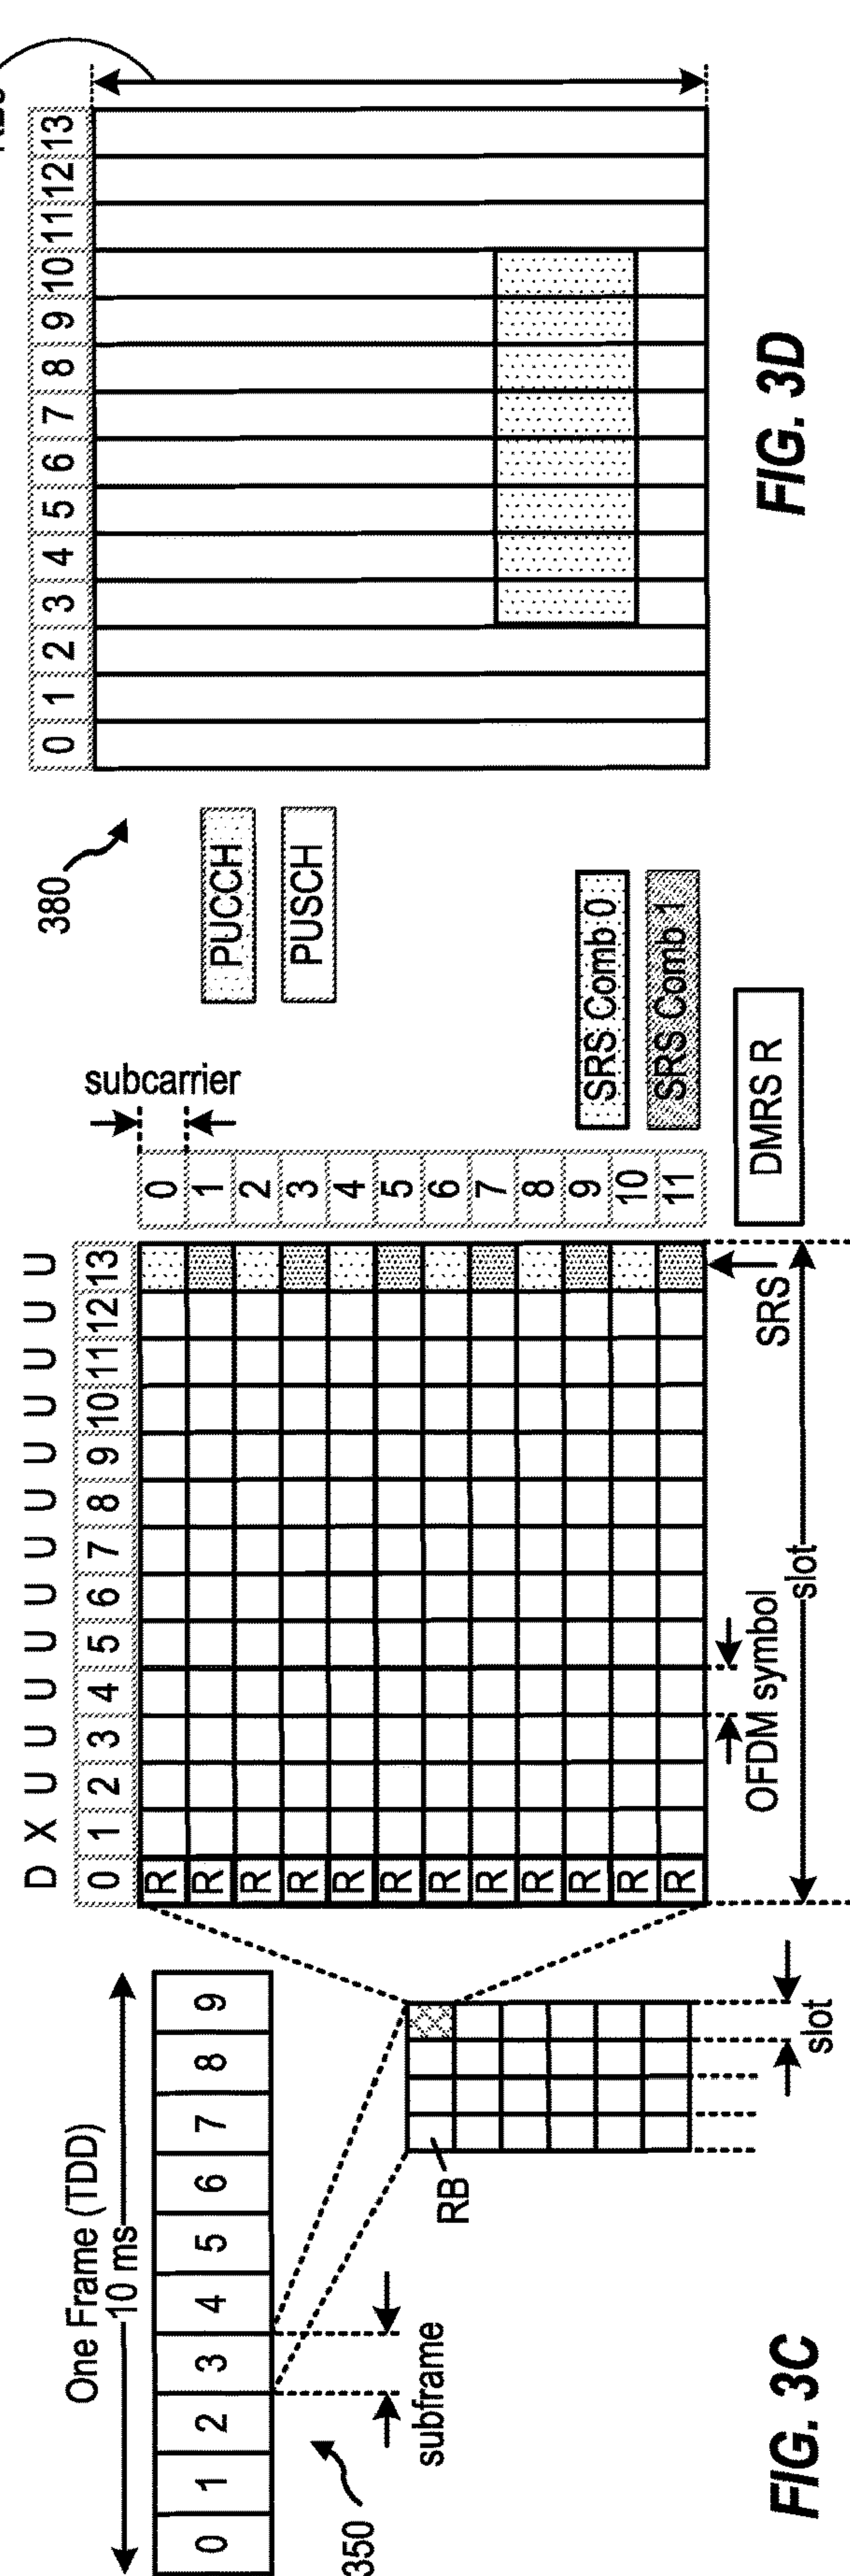 One Frame (TDD)
10 ms
0 1 2 3 4 5 6 7 8 9
subframe
350
RB
slot
D X U U U U U U U U U U U U
0 1 2 3 4 5 6 7 8 9 10 11 12 13
R
R
R
R
R
R
R
R
R
R
R
R
subcarrier
0
1
2
3
4
5
6
7
8
9
10
11
OFDM symbol
SRS
slot
SRS Comb 0
SRS Comb 1
DMRS R
FIG. 3C
380
PUCCH
PUSCH
0 1 2 3 4 5 6 7 8 9 10 11 12 13
FIG. 3D